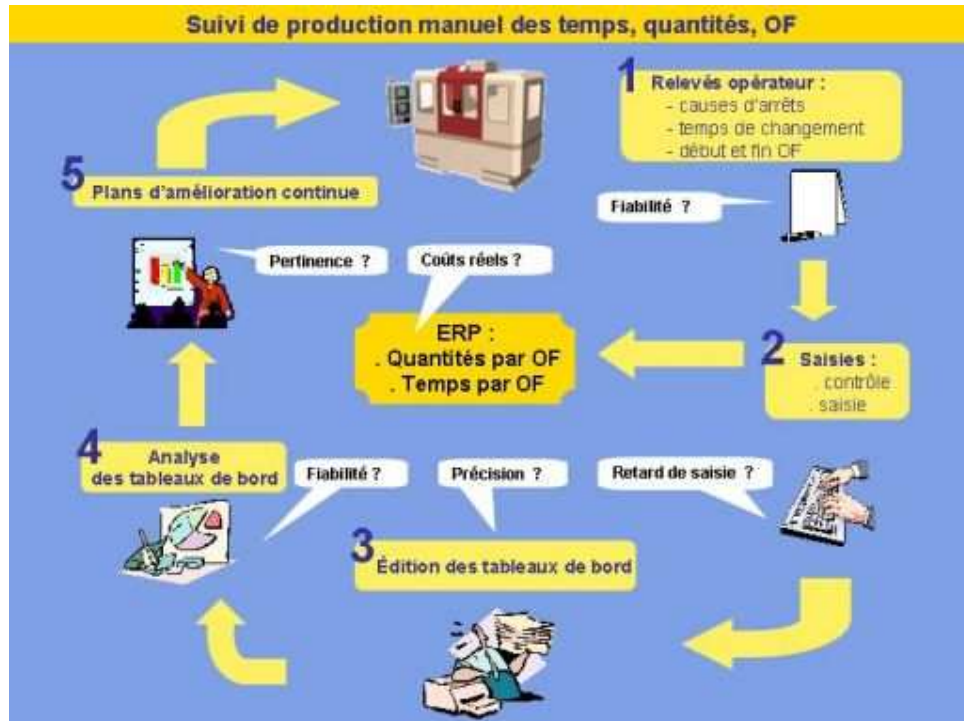 Suivi de production manuel des temps, quantités, OF
1
Relevés opérateur :
- causes d'arrêts
- temps de changement
- début et fin OF
5
Plans d'amélioration continue
Fiabilité ?
Pertinence ?
Coûts réels ?
ERP :
. Quantités par OF
. Temps par OF
2
Saisies :
. contrôle
. saisie
4
Analyse
des tableaux de bord
Fiabilité ?
Précision ?
Retard de saisie ?
3
Édition des tableaux de bord